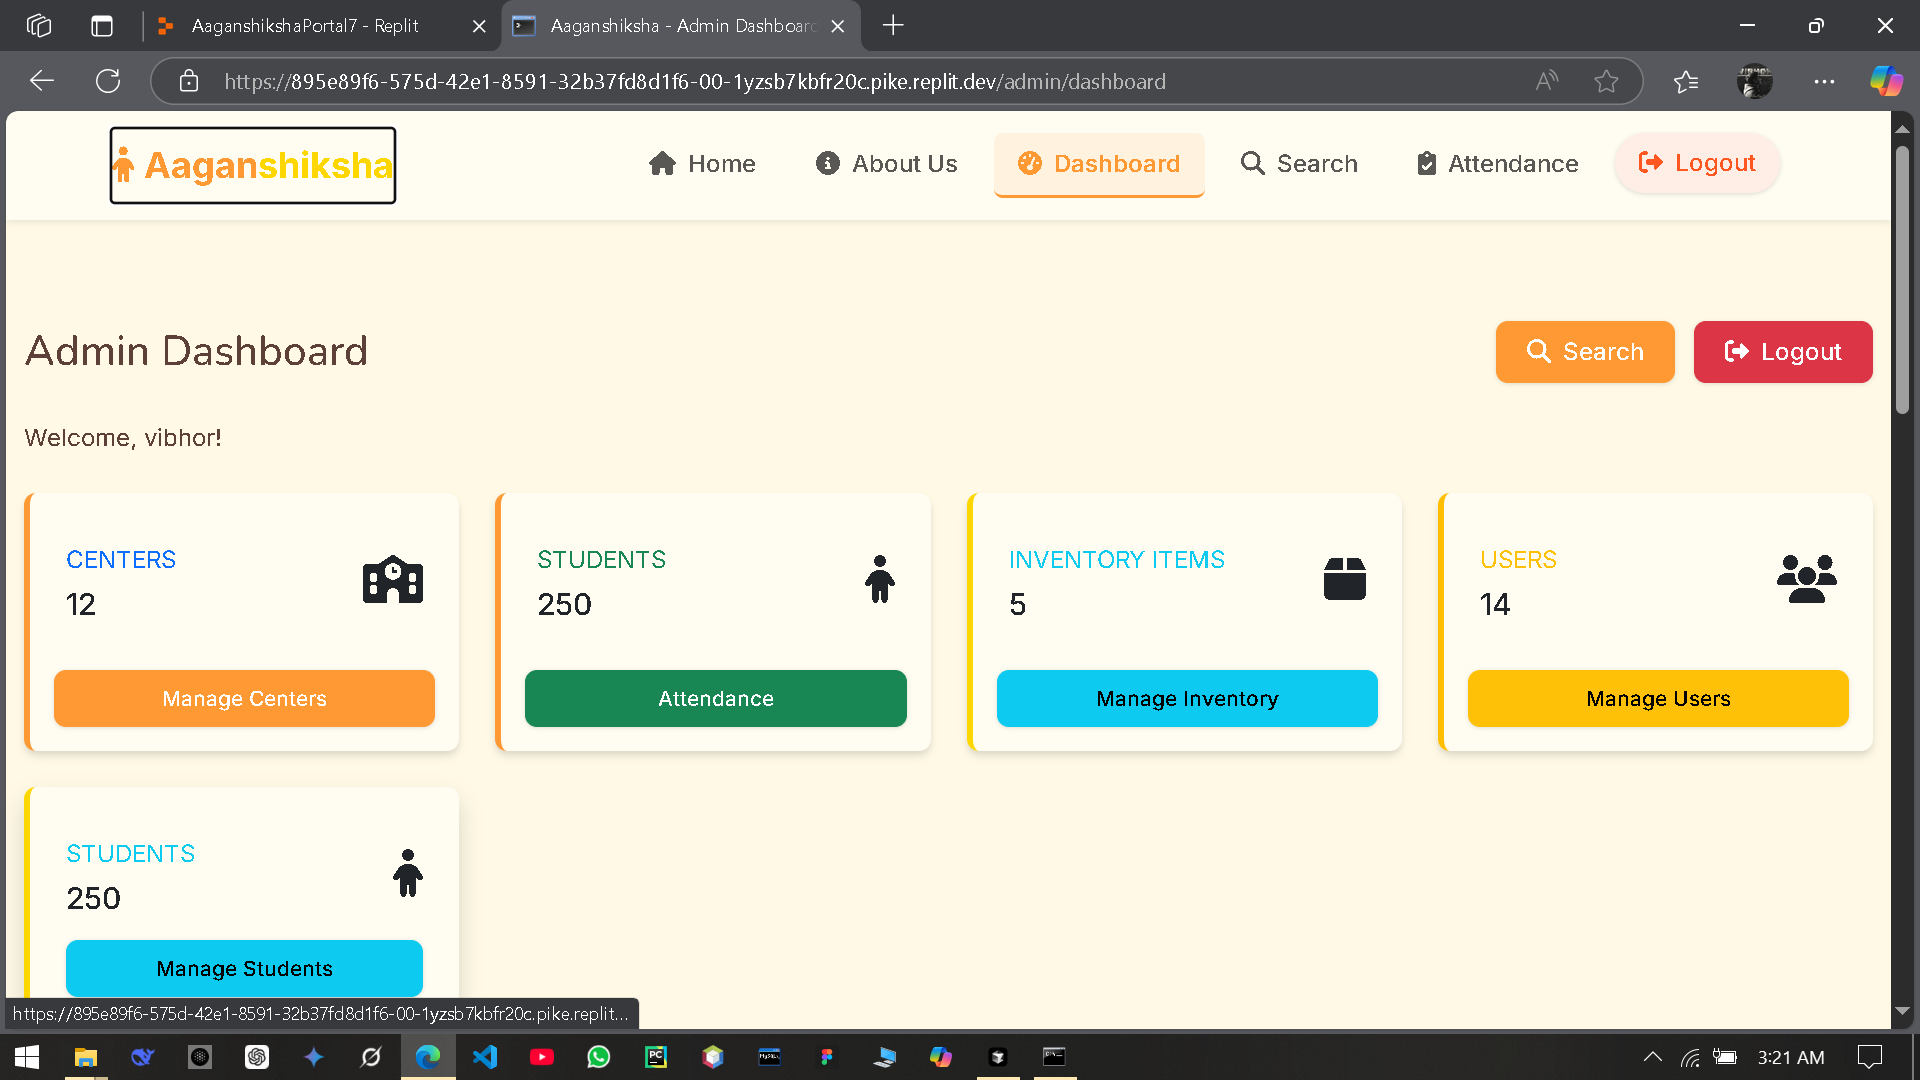 AaganshikshaPortal7 - Replit
Aaganshiksha - Admin Dashboard
https://895e89f6-575d-42e1-8591-32b37fd8d1f6-00-1yzsb7kbfr20c.pike.replit.dev/admin/dashboard
Aaganshiksha
Home
About Us
Dashboard
Search
Attendance
Logout
Admin Dashboard
Search
Logout
Welcome, vibhor!
CENTERS
12
Manage Centers
STUDENTS
250
Attendance
INVENTORY ITEMS
5
Manage Inventory
USERS
14
Manage Users
STUDENTS
250
Manage Students
https://895e89f6-575d-42e1-8591-32b37fd8d1f6-00-1yzsb7kbfr20c.pike.replit...
PC
3:21 AM